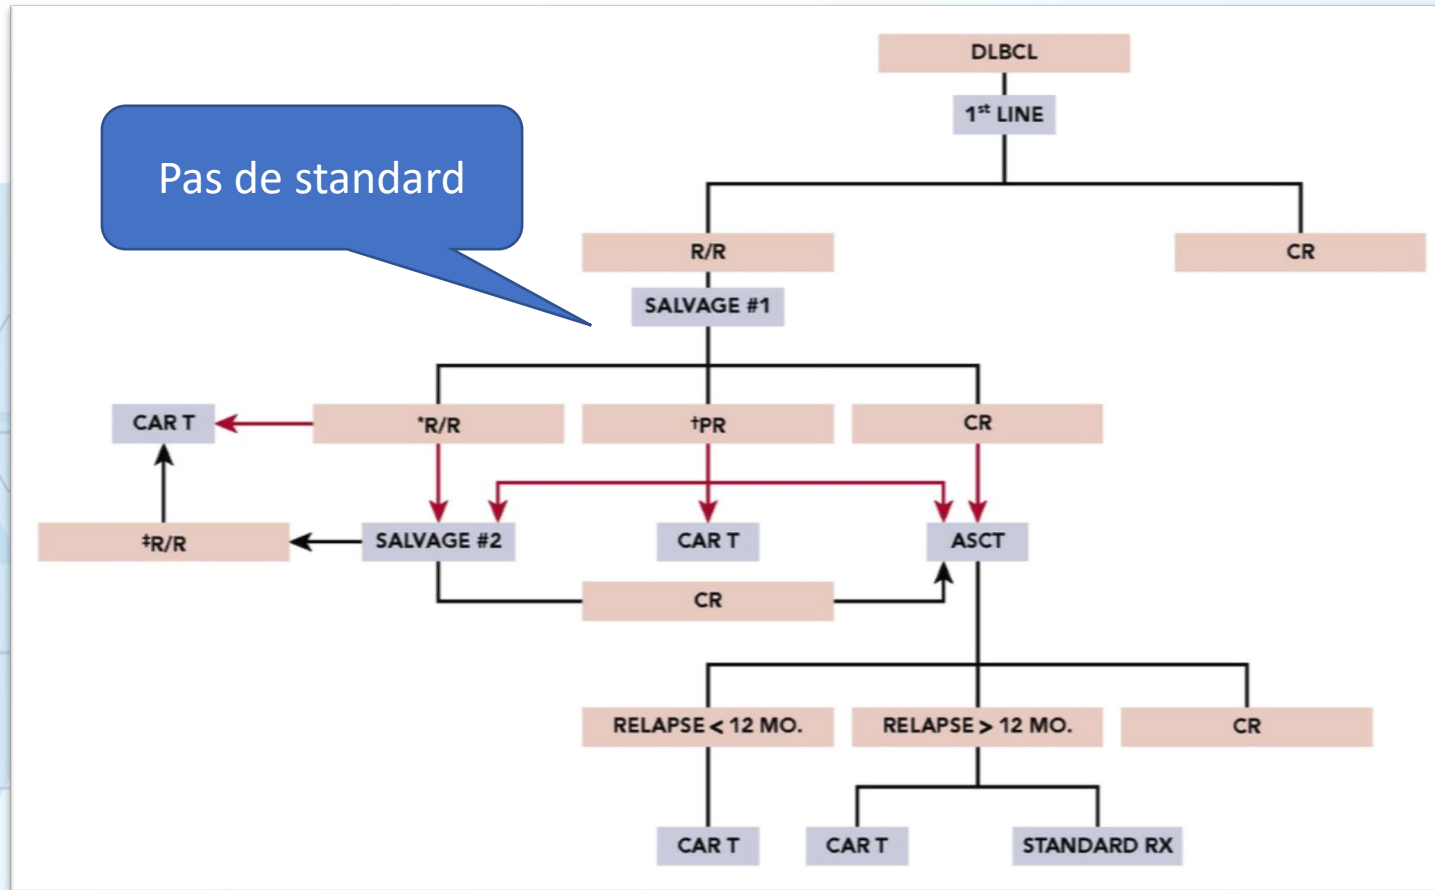 DLBCL
1st LINE
Pas de standard
R/R
CR
SALVAGE #1
CAR T
*R/R
†PR
CR
‡R/R
SALVAGE #2
CAR T
ASCT
CR
RELAPSE < 12 MO.
RELAPSE > 12 MO.
CR
CAR T
CAR T
STANDARD RX